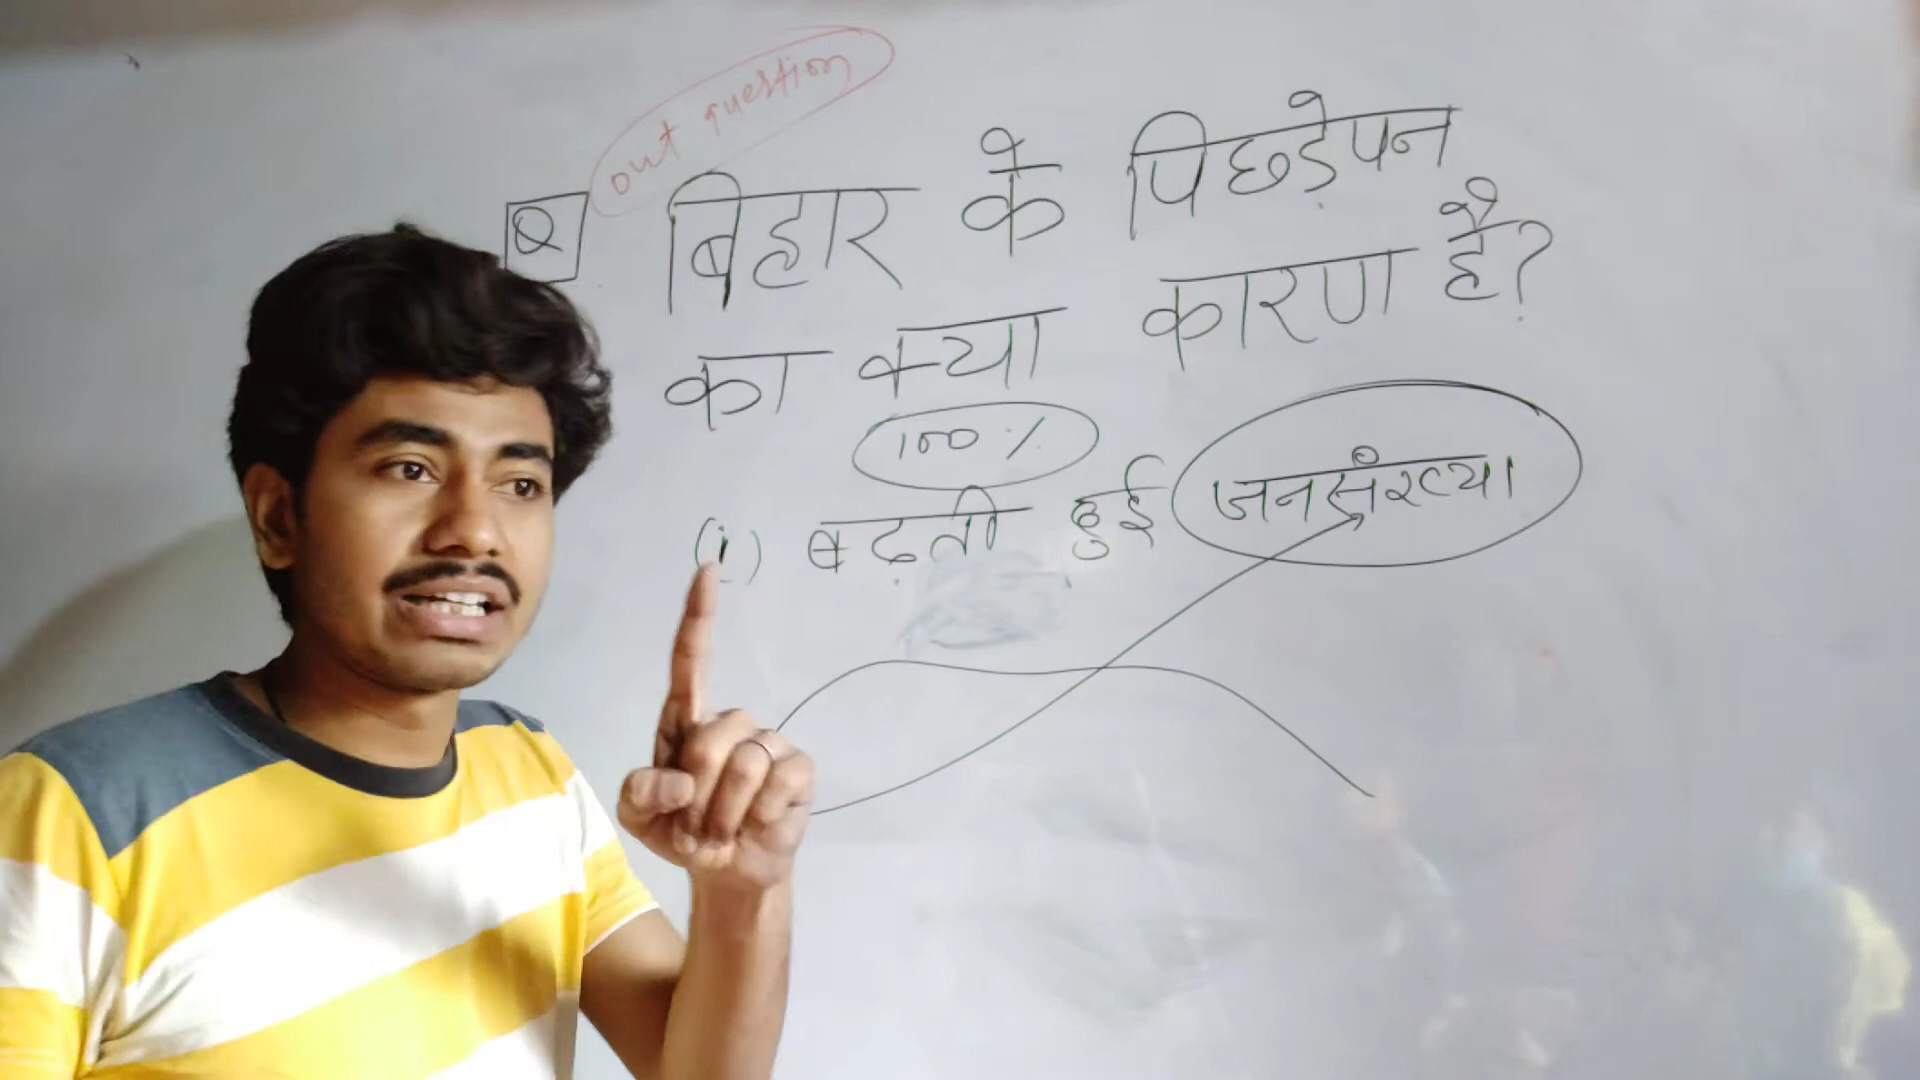 out question
Q बिहार के पिछड़ेपन
का क्या कारण है?
100%
(i) बढ़ती हुई जनसंख्या